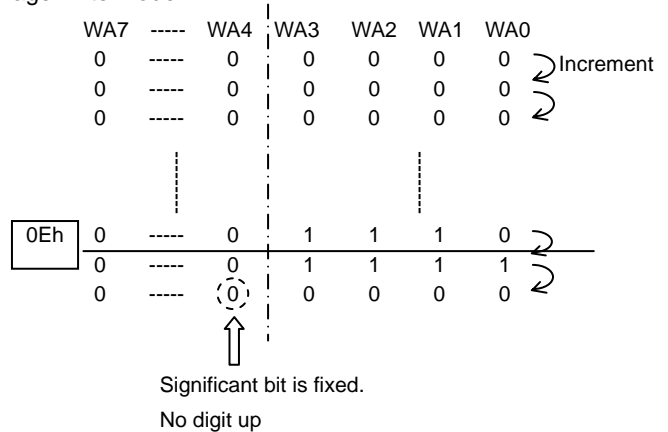 WA7 ----- WA4 WA3 WA2 WA1 WA0
0 ----- 0 0 0 0 0 Increment
0 ----- 0 0 0 0 0
0 ----- 0 0 0 0 0
0Eh 0 ----- 0 1 1 1 0
0 ----- 0 1 1 1 1
0 ----- 0 0 0 0 0
Significant bit is fixed.
No digit up